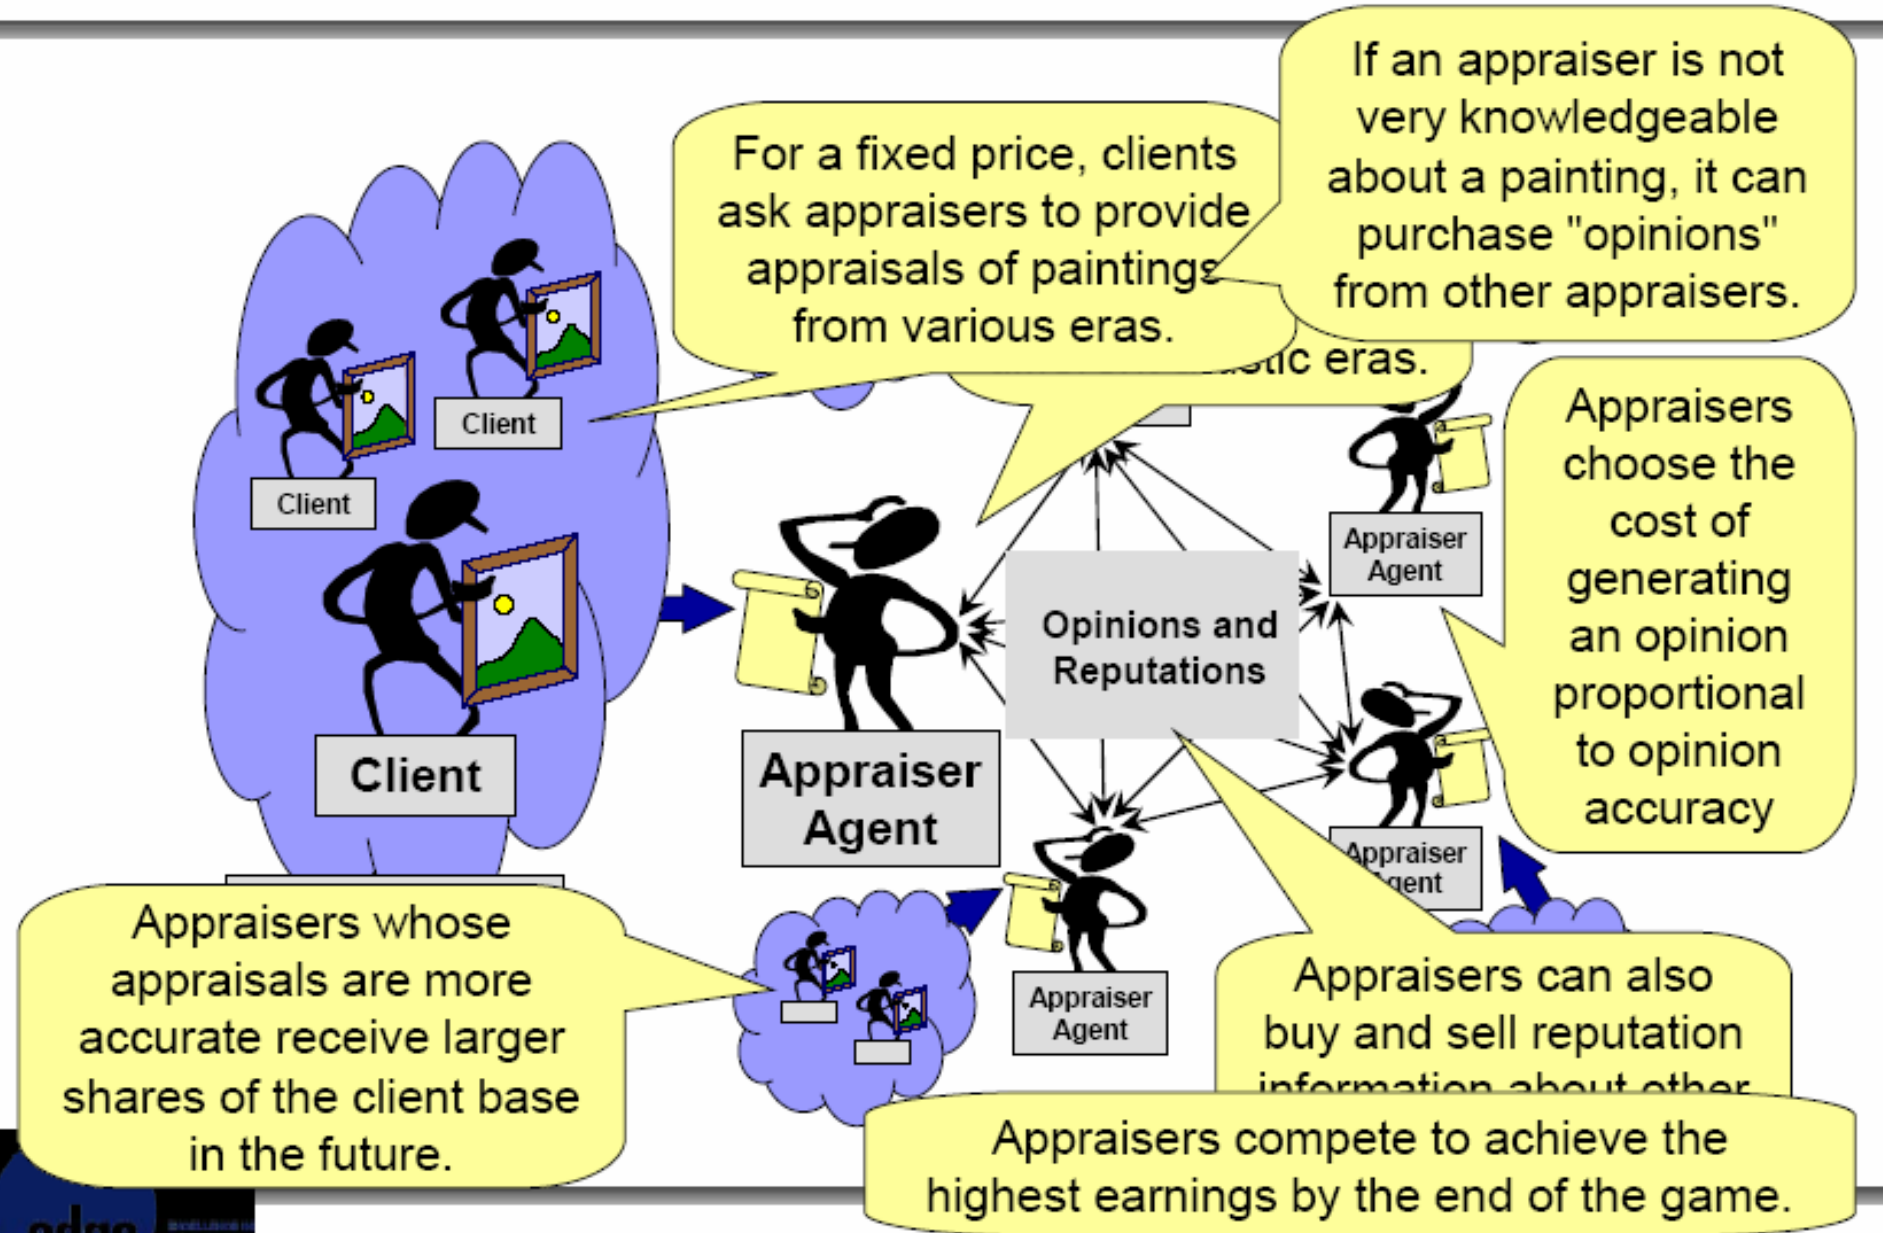 If an appraiser is not
very knowledgeable
about a painting, it can
purchase "opinions"
from other appraisers.
For a fixed price, clients
ask appraisers to provide
appraisals of paintings
from various eras.
eras.
Client
Client
Client
Appraisers
choose the
cost of
generating
an opinion
proportional
to opinion
accuracy
Appraiser
Agent
Opinions and
Reputations
Appraiser
Agent
Appraiser
Agent
Appraiser
Agent
Appraisers whose
appraisals are more
accurate receive larger
shares of the client base
in the future.
Appraisers can also
buy and sell reputation
information about other
Appraisers compete to achieve the
highest earnings by the end of the game.
edge